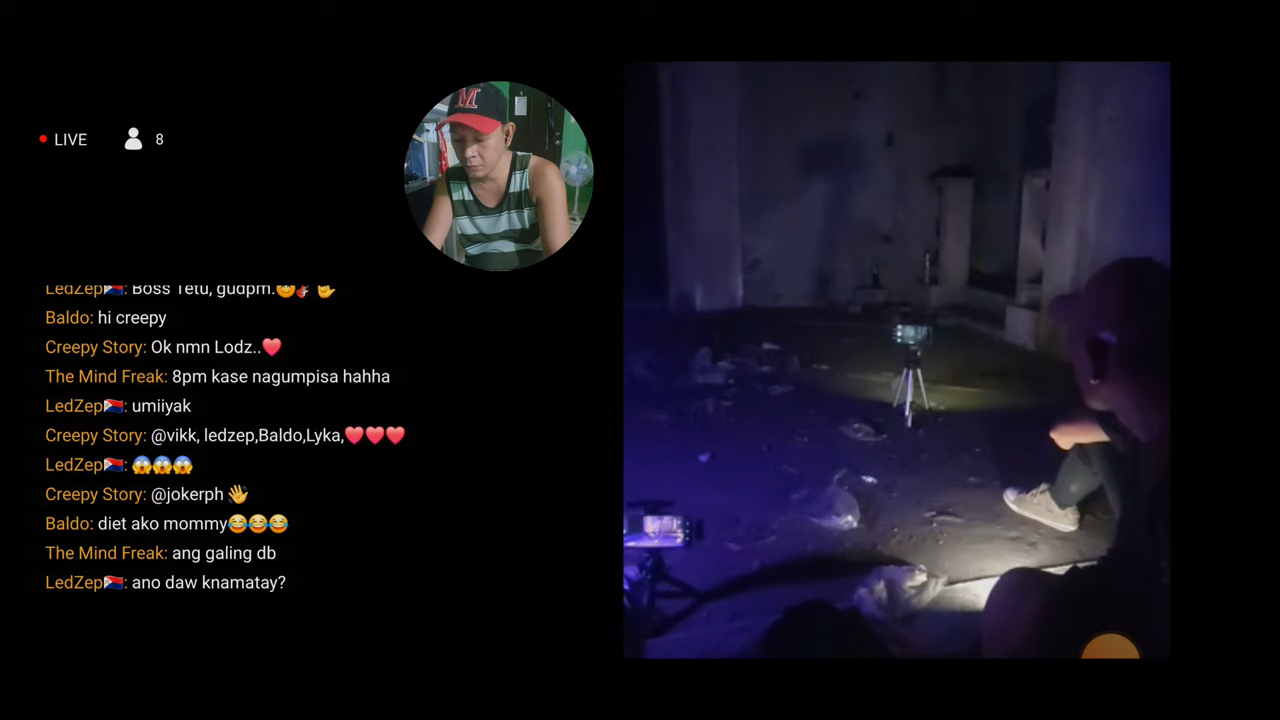 LIVE 8
M
LedZep🇵🇭: Boss Tetu, gudpm.😊🎸🤟
Baldo: hi creepy
Creepy Story: Ok nmn Lodz..❤️
The Mind Freak: 8pm kase nagumpisa hahha
LedZep🇵🇭: umiiyak
Creepy Story: @vikk, ledzep,Baldo,Lyka,❤️❤️❤️
LedZep🇵🇭: 😱😱😱
Creepy Story: @jokerph👋
Baldo: diet ako mommy😂😂😂
The Mind Freak: ang galing db
LedZep🇵🇭: ano daw knamatay?